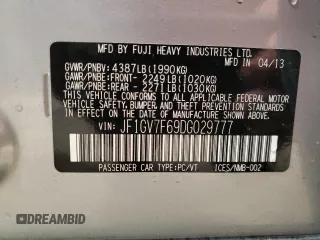 MFD BY FUJI HEAVY INDUSTRIES LTD.
GVWR/PNBV: 4387LB(1990KG) 04/13
GAWR/PNBE:FRONT- 2249LB(1020KG)
GAWR/PNBE:REAR - 2271LB(1030KG)
THIS VEHICLE CONFORMS TO ALL APPLICABLE
FEDERAL MOTOR VEHICLE
SAFETY,BUMPER, AND THEFT PREVENTION
STANDARDS IN EFFECT ON THE DATE OF
MANUFACTURE SHOWN ABOVE.
VIN: JF1GV7F69DG029777
PASSENGER CAR TYPE:PC/VT ICES/NMB-002
© DREAMBID